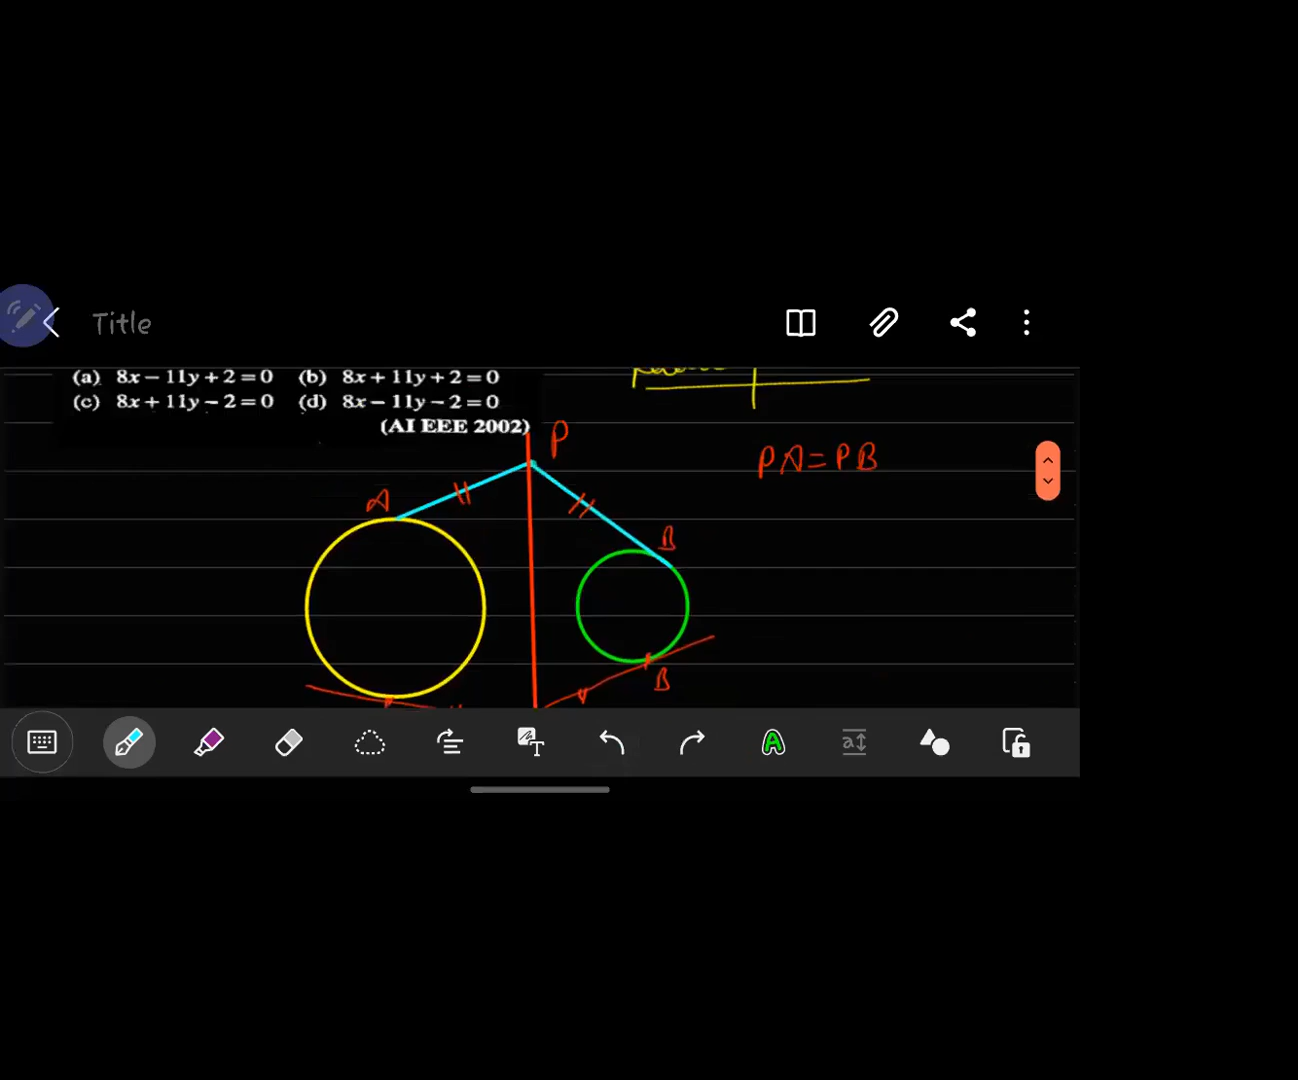 Title
(a) 8x − 11y + 2 = 0 (b) 8x + 11y + 2 = 0
(c) 8x + 11y − 2 = 0 (d) 8x − 11y − 2 = 0
(AI EEE 2002)
P
PA = PB
A
B
B
A
a